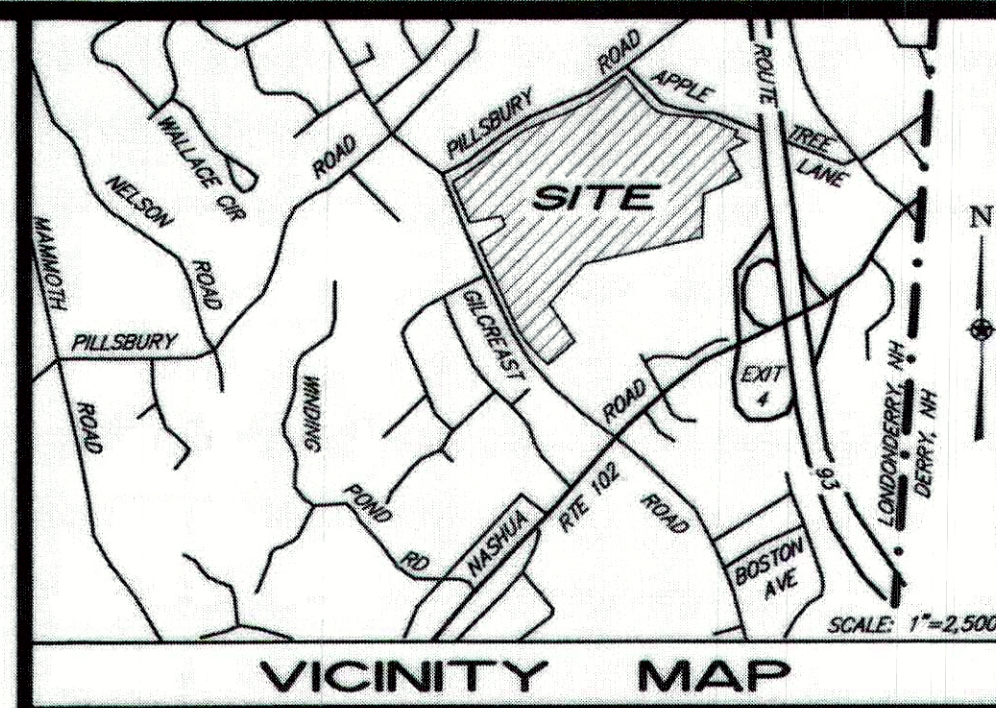 PILLSBURY ROAD
APPLE
TREE
LANE
ROUTE
93
WALLACE CIR
NELSON
ROAD
ROAD
MAMMOTH
ROAD
PILLSBURY
SITE
N
GILCREAST
ROAD
WINDING
POND
RD
NASHUA
ROAD
RTE 102
EXIT
4
BOSTON
AVE
LONDONDERRY, NH
DERRY, NH
SCALE: 1"=2,500
VICINITY MAP